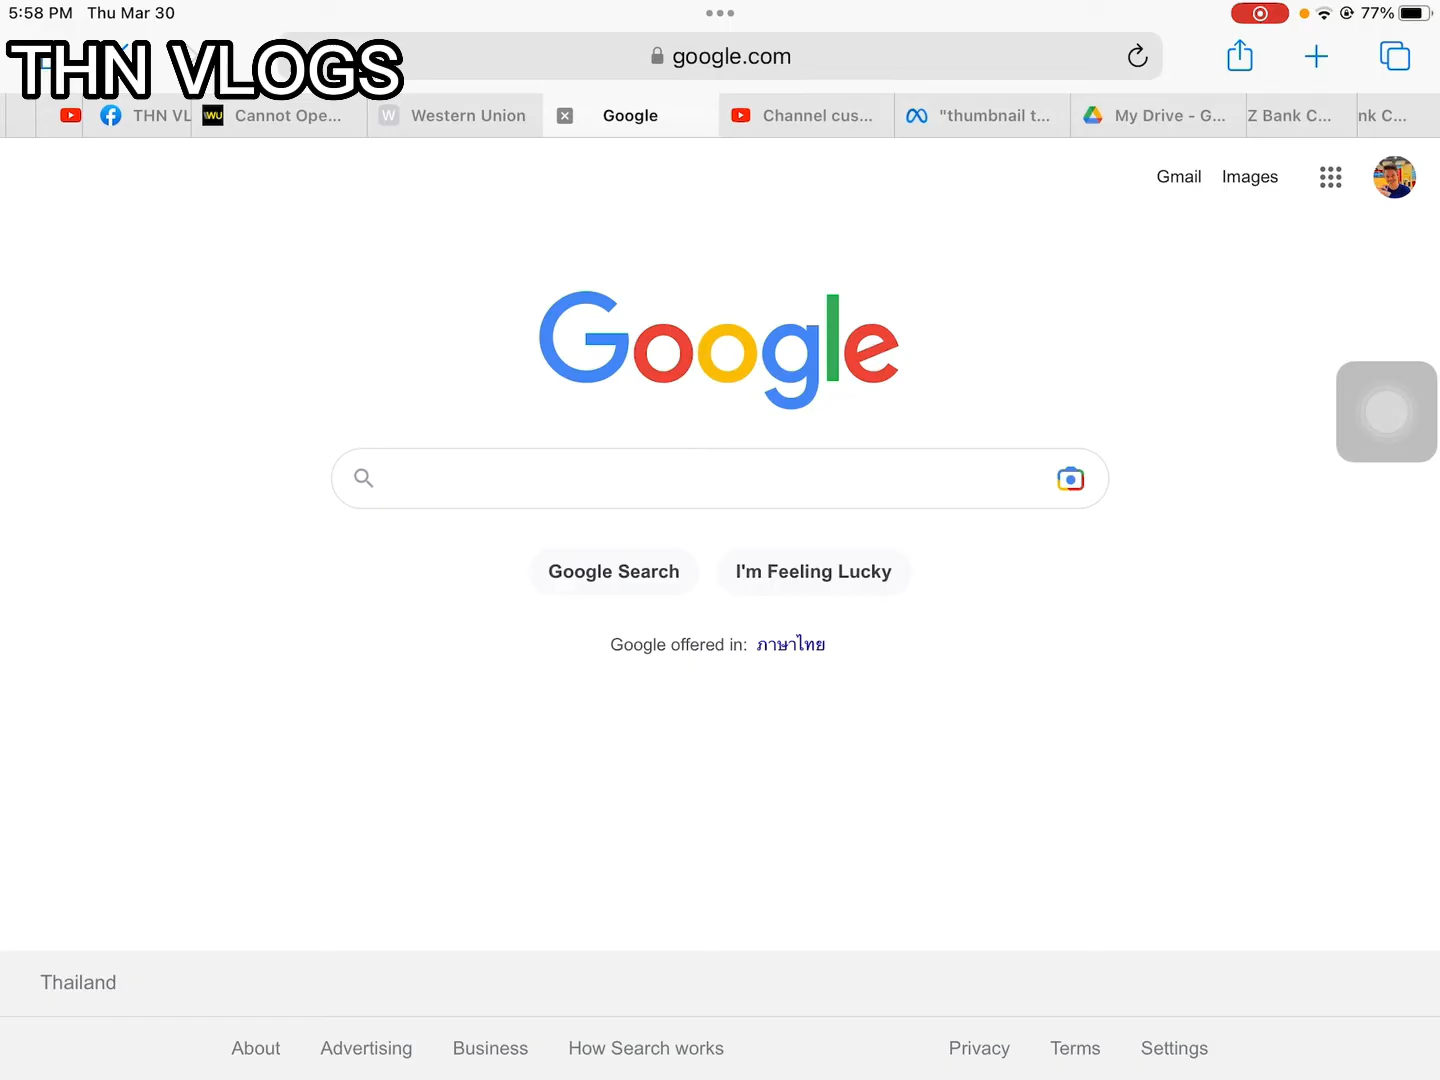 5:58 PM Thu Mar 30
77%
THN VLOGS
google.com
THN VL
WU
Cannot Ope...
W
Western Union
Google
Channel cus...
"thumbnail t...
My Drive - G...
Z Bank C...
nk C...
Gmail
Images
Google
Google Search
I'm Feeling Lucky
Google offered in: ภาษาไทย
Thailand
About
Advertising
Business
How Search works
Privacy
Terms
Settings